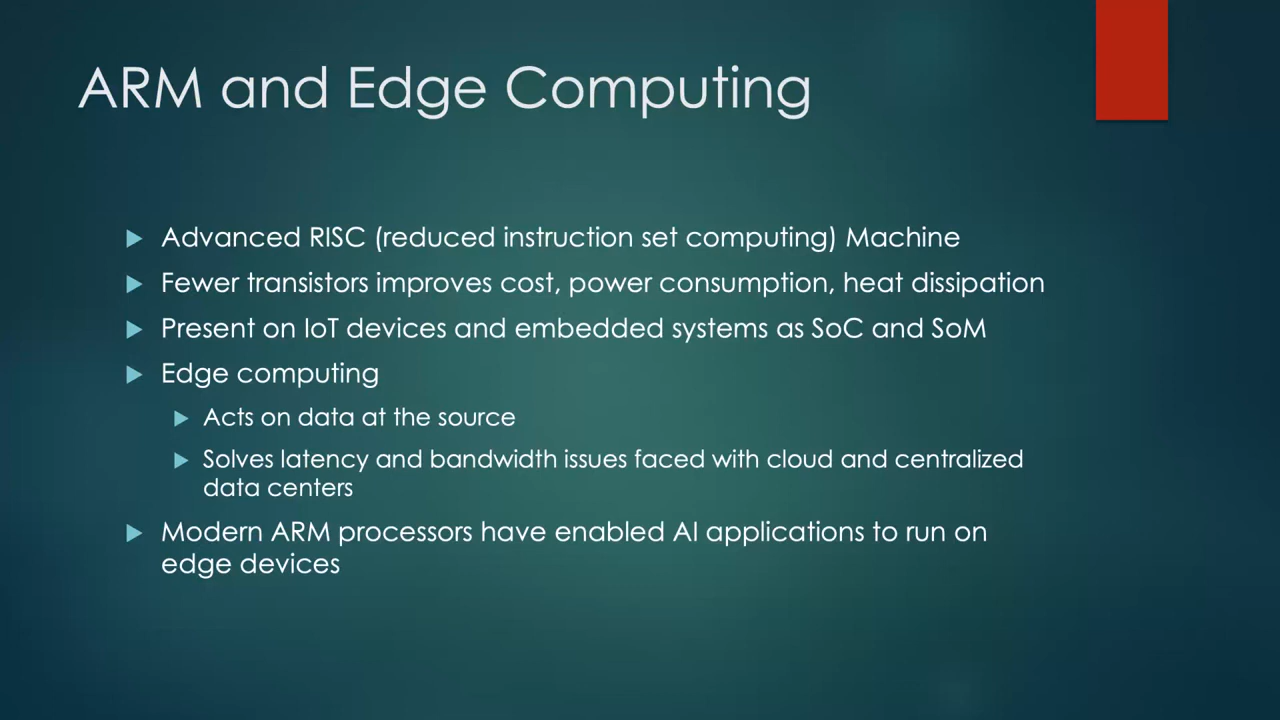 ARM and Edge Computing
Advanced RISC (reduced instruction set computing) Machine
Fewer transistors improves cost, power consumption, heat dissipation
Present on IoT devices and embedded systems as SoC and SoM
Edge computing
Acts on data at the source
Solves latency and bandwidth issues faced with cloud and centralized
data centers
Modern ARM processors have enabled AI applications to run on
edge devices